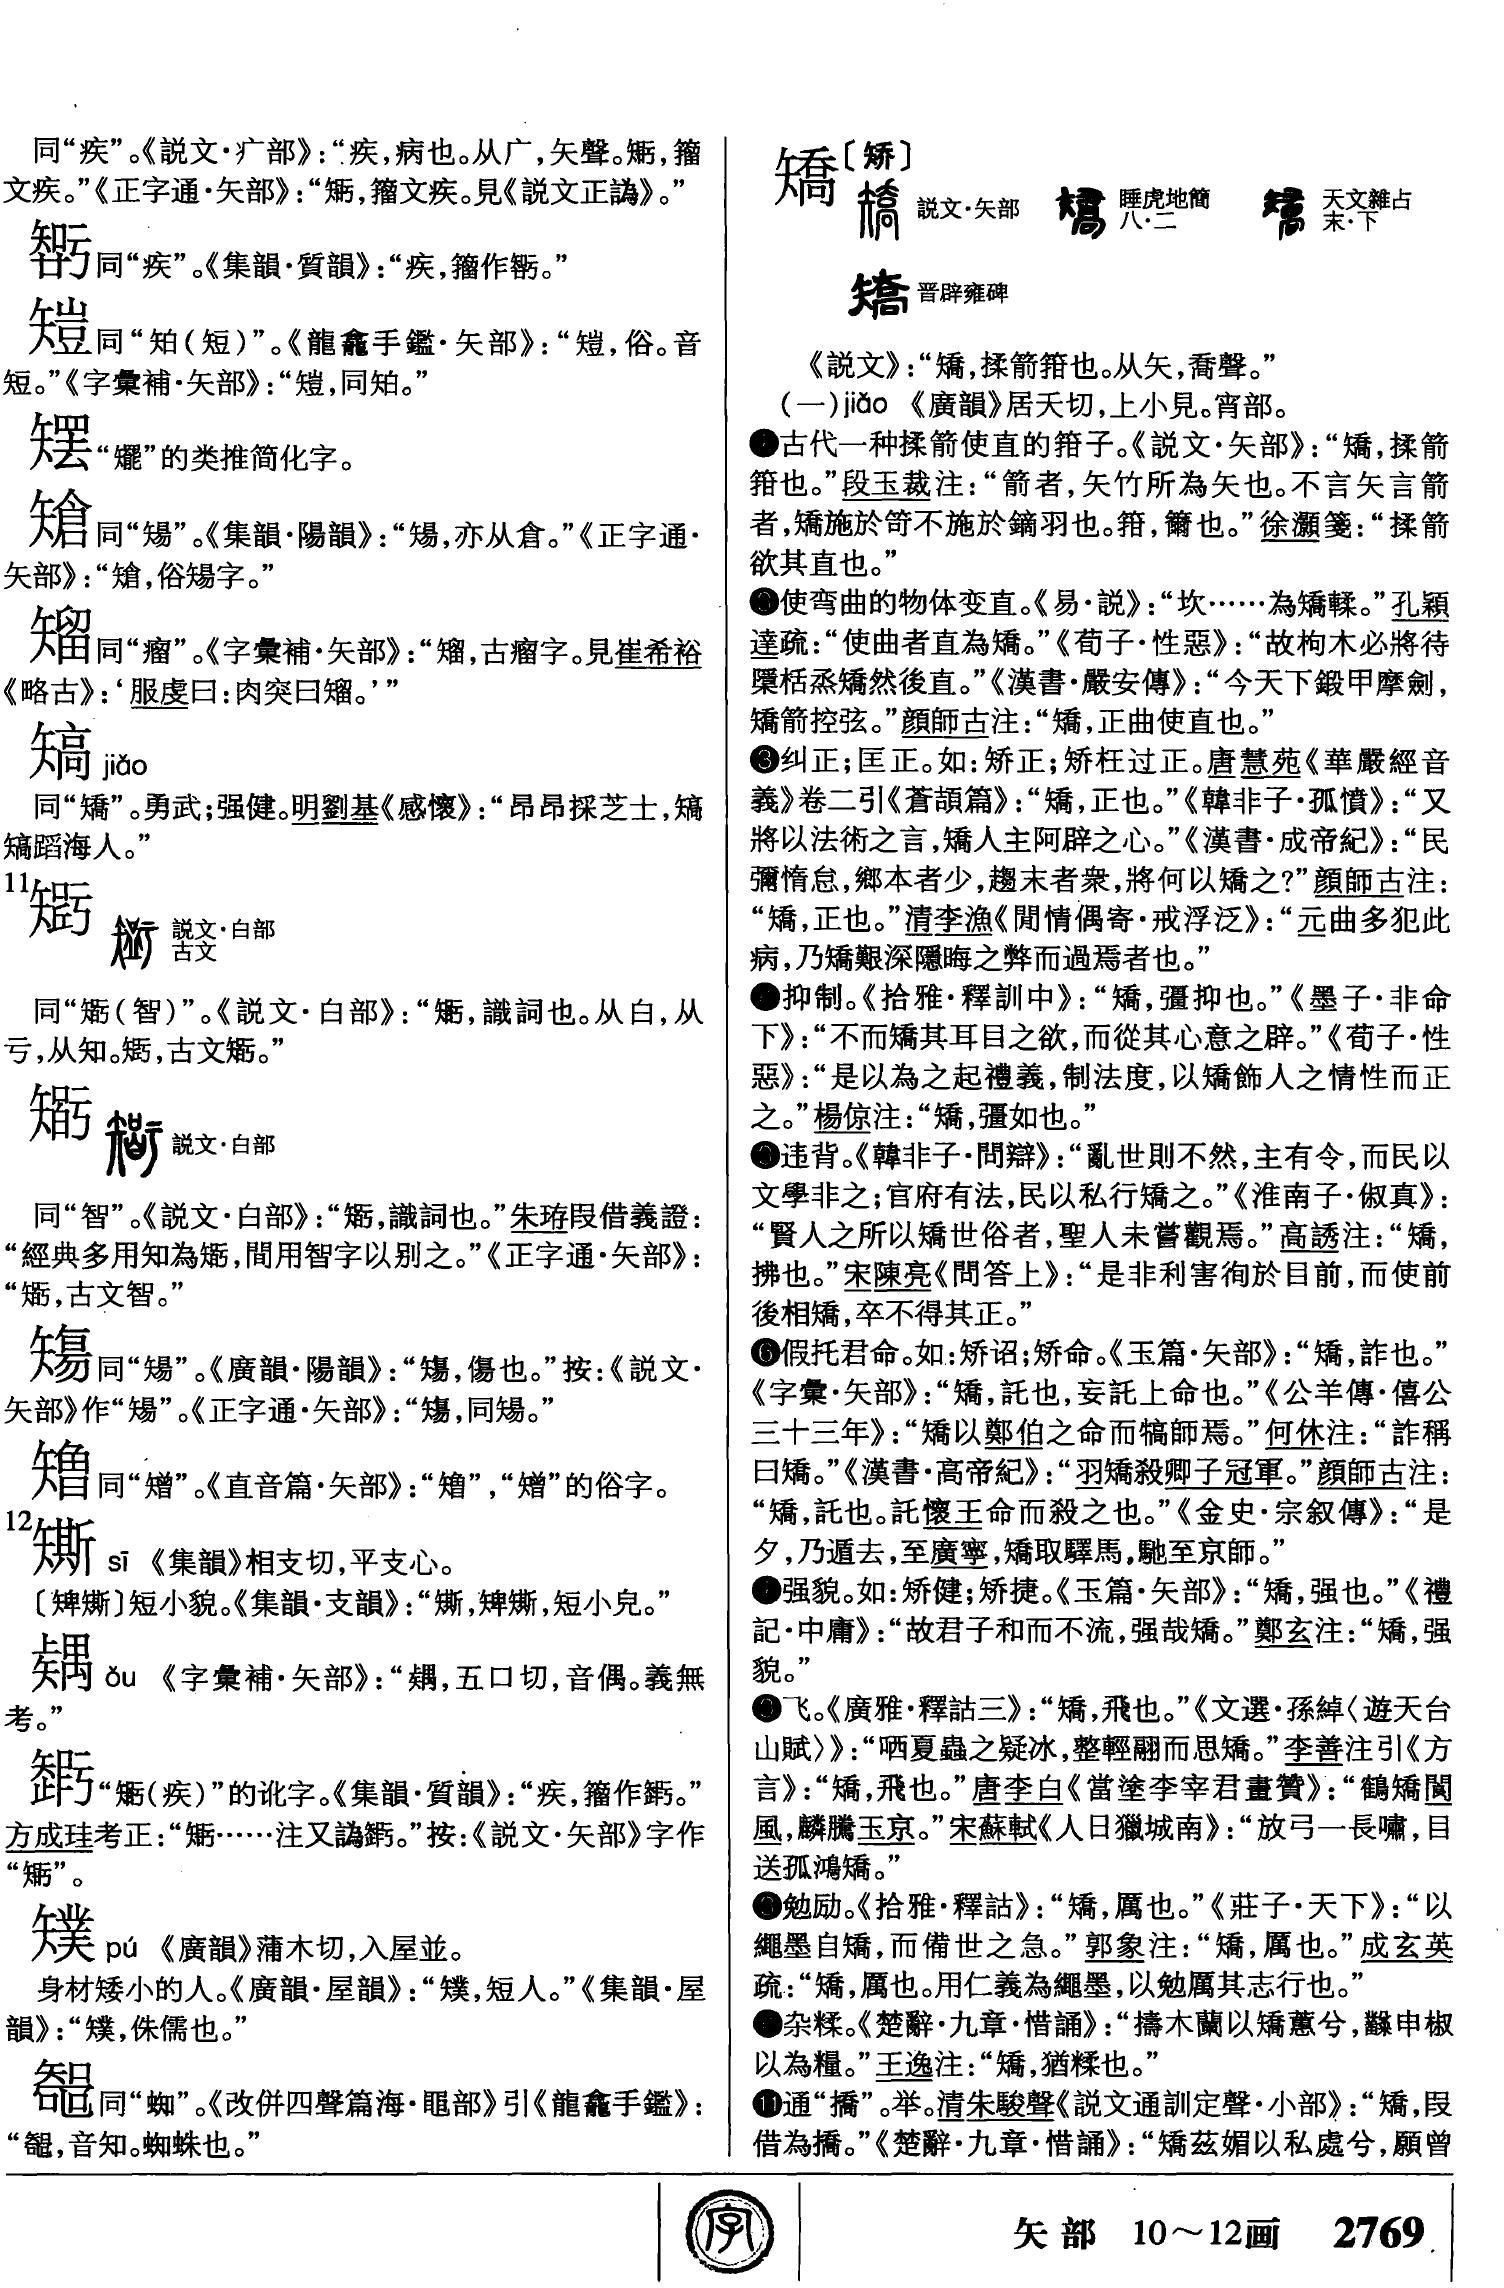 同“疾”。《説文·疒部》：“疾，病也。从疒，矢聲。𥏹，籀
文疾。”《正字通·矢部》：“𥏹，籀文疾。見《説文正譌》。”
同“疾”。《集韻·質韻》：“疾，籀作
同“𥏄（短）”。《龍龕手鑑·矢部》：“𥏪，俗。音
短。”《字彙補·矢部》：“𥏪，同𥏄。”
“䎱”的类推简化字。
同“𥏫”。《集韻·陽韻》：“𥏫，亦从倉。”《正字通·
矢部》：“𥏮，俗𥏫字。”
同“瘤”。《字彙補·矢部》：“，古瘤字。見崔希裕
《略古》：‘服虔曰：肉突曰。’”
jiǎo
同“矯”。勇武；强健。明劉基《感懷》：“昂昂採芝士，
蹈海人。”
11
説文·白部
古文
同“𥏼（智）”。《説文·白部》：“𥏼，識詞也。从白，从
亏，从知。，古文𥏼。”
説文·白部
同“智”。《説文·白部》：“𥏼，識詞也。”朱珔叚借義證：
“經典多用知為𥏼，間用智字以别之。”《正字通·矢部》：
“𥏼，古文智。”
同“𥏫”。《廣韻·陽韻》：“，傷也。”按：《説文·
矢部》作“𥏫”。《正字通·矢部》：“，同𥏫。”
同“矰”。《直音篇·矢部》：“”，“矰”的俗字。
12
sī 《集韻》相支切，平支心。
短小貌。《集韻·支韻》：“短小皃。”
ǒu 《字彙補·矢部》：“，五口切，音偶。義無
考。”
（疾）”的讹字。《集韻·質韻》：“疾，籀作
方成珪考正：“……注又譌。”按：《説文·矢部》字作
pú 《廣韻》蒲木切，入屋並。
身材矮小的人。《廣韻·屋韻》：“，短人。”《集韻·屋
韻》：“，侏儒也。”
同“蜘”。《改併四聲篇海·黽部》引《龍龕手鑑》：
“，音知。蜘蛛也。”
矯〔矫〕
説文·矢部 睡虎地簡 八·二 天文雜占 末·下
晋辟雍碑
《説文》：“矯，揉箭箝也。从矢，喬聲。”
（一）jiǎo 《廣韻》居夭切，上小見。宵部。
❶古代一种揉箭使直的箝子。《説文·矢部》：“矯，揉箭
箝也。”段玉裁注：“箭者，矢竹所為矢也。不言矢言箭
者，矯施於笴不施於鏑羽也。箝，籋也。”徐灝箋：“揉箭
欲其直也。”
❷使弯曲的物体变直。《易·説》：“坎……為矯輮。”孔穎
達疏：“使曲者直為矯。”《荀子·性惡》：“故枸木必將待
檃栝烝矯然後直。”《漢書·嚴安傳》：“今天下鍛甲摩劍，
矯箭控弦。”顔師古注：“矯，正曲使直也。”
❸纠正；匡正。如：矫正；矫枉过正。唐慧苑《華嚴經音
義》卷二引《蒼頡篇》：“矯，正也。”《韓非子·孤憤》：“又
將以法術之言，矯人主阿辟之心。”《漢書·成帝紀》：“民
彌惰怠，鄉本者少，趨末者衆，將何以矯之?”顔師古注：
“矯，正也。”清李漁《閒情偶寄·戒浮泛》：“元曲多犯此
病，乃矯艱深隱晦之弊而過焉者也。”
❹抑制。《拾雅·釋訓中》：“矯，彊抑也。”《墨子·非命
下》：“不而矯其耳目之欲，而從其心意之辟。”《荀子·性
惡》：“是以為之起禮義，制法度，以矯飾人之情性而正
之。”楊倞注：“矯，彊如也。”
❺违背。《韓非子·問辯》：“亂世則不然，主有令，而民以
文學非之；官府有法，民以私行矯之。”《淮南子·俶真》：
“賢人之所以矯世俗者，聖人未嘗觀焉。”高誘注：“矯，
拂也。”宋陳亮《問答上》：“是非利害徇於目前，而使前
後相矯，卒不得其正。”
❻假托君命。如：矫诏；矫命。《玉篇·矢部》：“矯，詐也。”
《字彙·矢部》：“矯，託也，妄託上命也。”《公羊傳·僖公
三十三年》：“矯以鄭伯之命而犒師焉。”何休注：“詐稱
曰矯。”《漢書·高帝紀》：“羽矯殺卿子冠軍。”顔師古注：
“矯，託也。託懷王命而殺之也。”《金史·宗叙傳》：“是
夕，乃遁去，至廣寧，矯取驛馬，馳至京師。”
❼强貌。如：矫健；矫捷。《玉篇·矢部》：“矯，强也。”《禮
記·中庸》：“故君子和而不流，强哉矯。”鄭玄注：“矯，强
貌。”
❽飞。《廣雅·釋詁三》：“矯，飛也。”《文選·孫綽〈遊天台
山賦〉》：“哂夏蟲之疑冰，整輕翮而思矯。”李善注引《方
言》：“矯，飛也。”唐李白《當塗李宰君畫贊》：“鶴矯閬
風，麟騰玉京。”宋蘇軾《人日獵城南》：“放弓一長嘯，目
送孤鴻矯。”
❾勉励。《拾雅·釋詁》：“矯，厲也。”《莊子·天下》：“以
繩墨自矯，而備世之急。”郭象注：“矯，厲也。”成玄英
疏：“矯，厲也。用仁義為繩墨，以勉厲其志行也。”
❿杂糅。《楚辭·九章·惜誦》：“擣木蘭以矯蕙兮，糳申椒
以為糧。”王逸注：“矯，猶糅也。”
⓫通“撟”。举。清朱駿聲《説文通訓定聲·小部》：“矯，叚
借為撟。”《楚辭·九章·惜誦》：“矯茲媚以私處兮，願曾
字
矢部 10～12画 2769